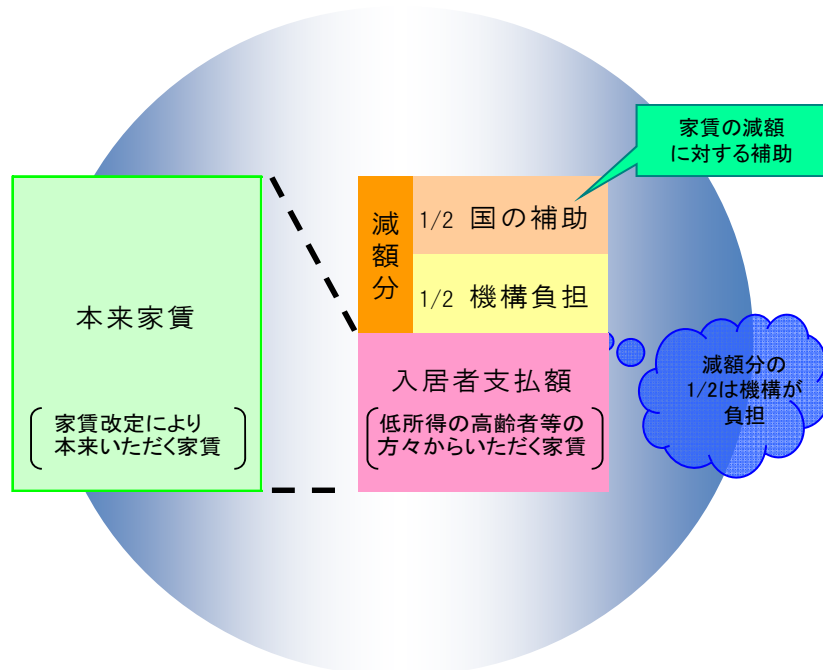 家賃の減額
に対する補助
減額分
1/2 国の補助
1/2 機構負担
本来家賃
家賃改定により
本来いただく家賃
入居者支払額
低所得の高齢者等の
方々からいただく家賃
減額分の
1/2は機構が
負担